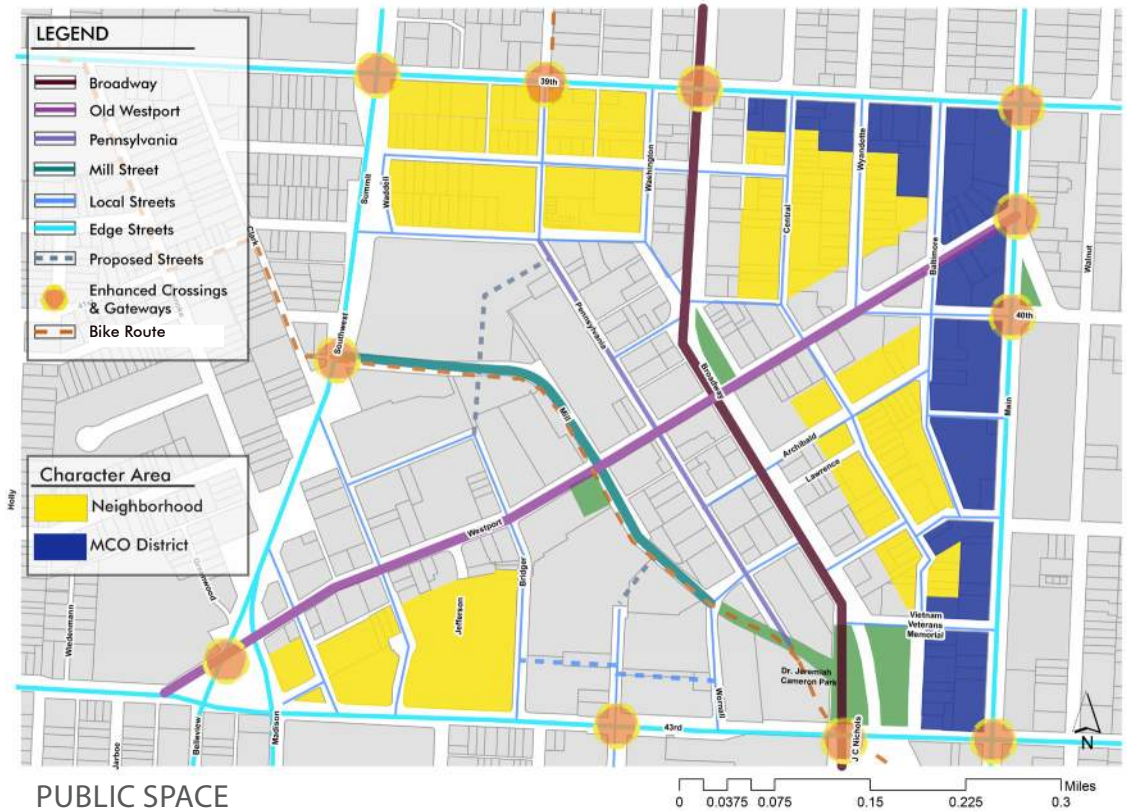 LEGEND
Broadway
Old Westport
Pennsylvania
Mill Street
Local Streets
Edge Streets
Proposed Streets
Enhanced Crossings
& Gateways
Bike Route
Character Area
Neighborhood
MCO District
39th
Summit
Waddell
Washington
Central
Wyandotte
Baltimore
Walnut
Clark
Southwest
Pennsylvania
Broadway
40th
Main
Mill
Archibald
Lawrence
Holly
Westport
Bridger
Jefferson
Greenwood
Wiedenmann
Vietnam
Veterans
Memorial
Dr. Jeremiah
Cameron Park
Wornall
43rd
J C Nichols
Madison
Belleview
Jarboe
N
PUBLIC SPACE
Miles
0 0.0375 0.075 0.15 0.225 0.3